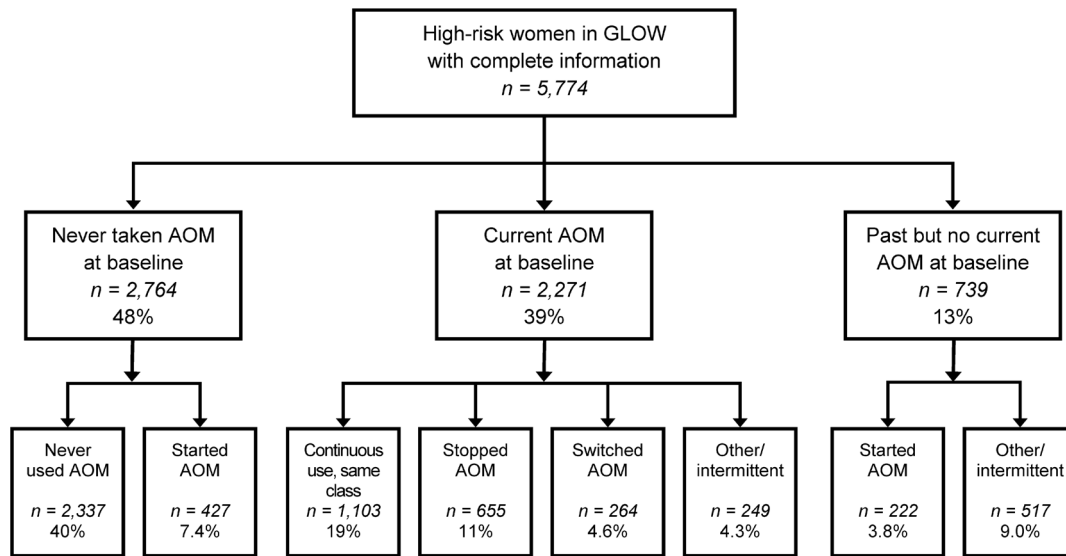 High-risk women in GLOW
with complete information
n = 5,774
Never taken AOM
at baseline
n = 2,764
48%
Current AOM
at baseline
n = 2,271
39%
Past but no current
AOM at baseline
n = 739
13%
Never
used AOM
n = 2,337
40%
Started
AOM
n = 427
7.4%
Continuous
use, same
class
n = 1,103
19%
Stopped
AOM
n = 655
11%
Switched
AOM
n = 264
4.6%
Other/
intermittent
n = 249
4.3%
Started
AOM
n = 222
3.8%
Other/
intermittent
n = 517
9.0%